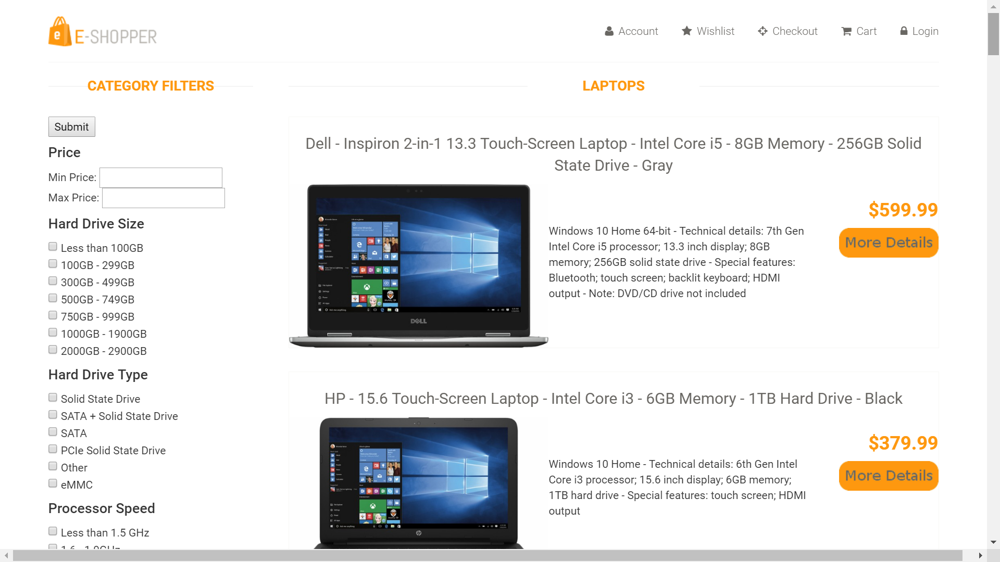 E-SHOPPER
Account
Wishlist
Checkout
Cart
Login
CATEGORY FILTERS
LAPTOPS
Submit
Price
Min Price:
Max Price:
Hard Drive Size
Less than 100GB
100GB - 299GB
300GB - 499GB
500GB - 749GB
750GB - 999GB
1000GB - 1900GB
2000GB - 2900GB
Hard Drive Type
Solid State Drive
SATA + Solid State Drive
SATA
PCIe Solid State Drive
Other
eMMC
Processor Speed
Less than 1.5 GHz
Dell - Inspiron 2-in-1 13.3 Touch-Screen Laptop - Intel Core i5 - 8GB Memory - 256GB Solid
State Drive - Gray
DELL
$599.99
Windows 10 Home 64-bit - Technical details: 7th Gen
Intel Core i5 processor; 13.3 inch display; 8GB
memory; 256GB solid state drive - Special features:
Bluetooth; touch screen; backlit keyboard; HDMI
output - Note: DVD/CD drive not included
More Details
HP - 15.6 Touch-Screen Laptop - Intel Core i3 - 6GB Memory - 1TB Hard Drive - Black
hp
$379.99
Windows 10 Home - Technical details: 6th Gen Intel
Core i3 processor; 15.6 inch display; 6GB memory;
1TB hard drive - Special features: touch screen; HDMI
output
More Details